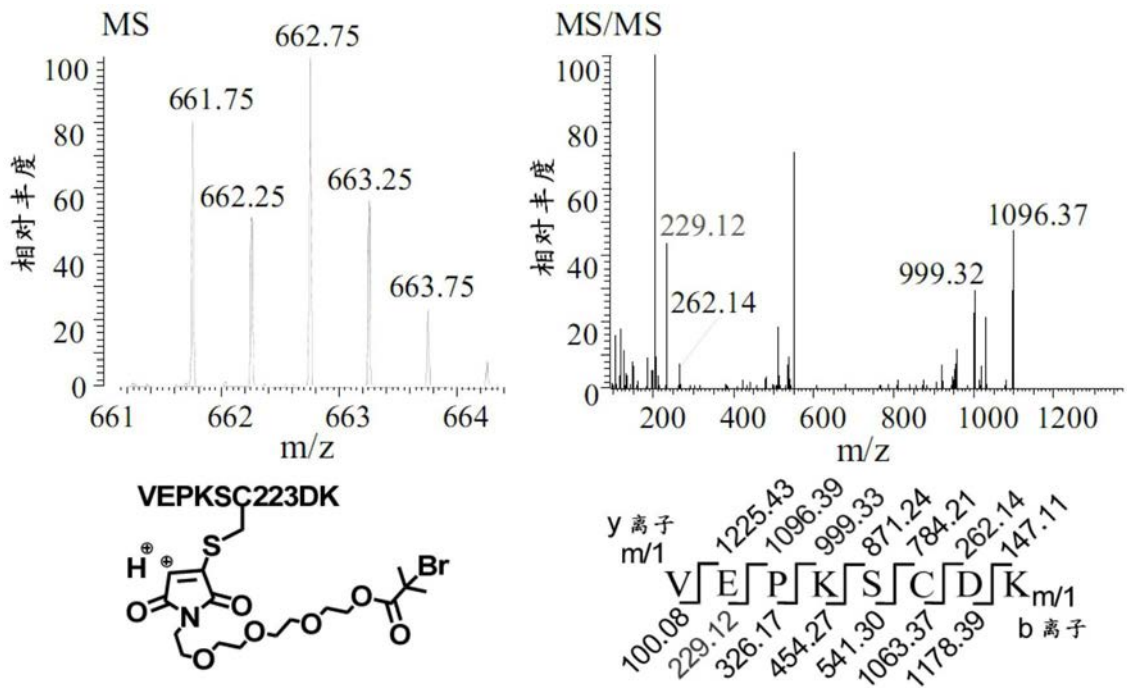 MS
662.75
661.75
662.25
663.25
663.75
100
80
60
40
20
0
相对丰度
661
662
663
664
m/z
MS/MS
229.12
262.14
999.32
1096.37
100
80
60
40
20
0
相对丰度
200
400
600
800
1000
1200
m/z
VEPKSC223DK
H
⊕
⊕
S
O
N
O
O
O
O
O
O
Br
y 离子
m/1
1225.43
1096.39
999.33
871.24
784.21
262.14
147.11
V E P K S C D K
m/1
b 离子
100.08
229.12
326.17
454.27
541.30
1063.37
1178.39